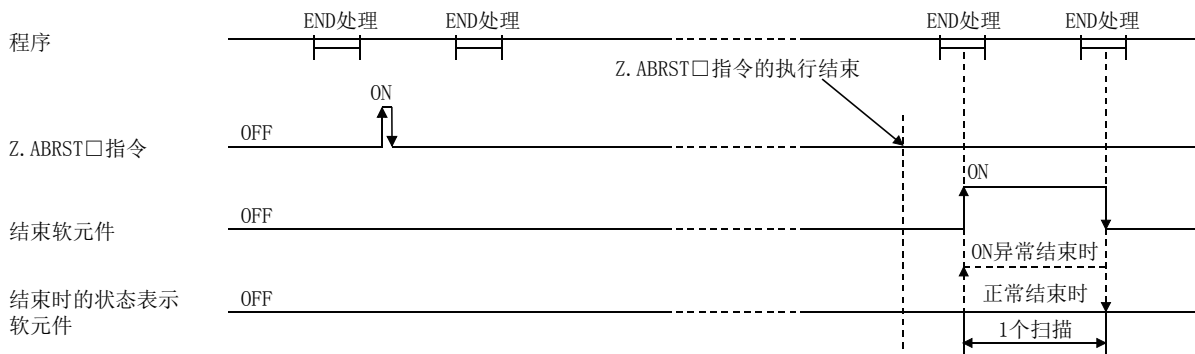 END处理 END处理 END处理 END处理
程序
Z.ABRST□指令的执行结束
ON
OFF
Z.ABRST□指令
ON
OFF
结束软元件
ON异常结束时
OFF
正常结束时
结束时的状态表示
软元件
1个扫描